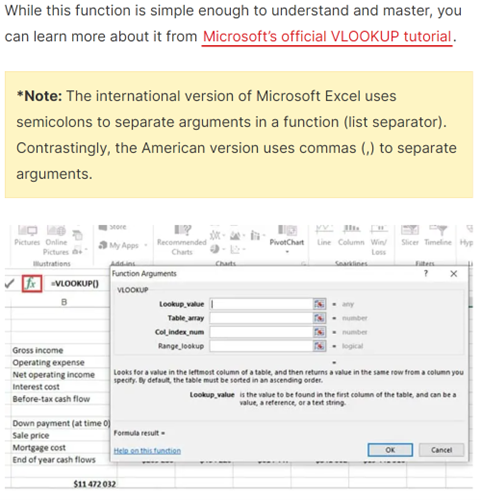 While this function is simple enough to understand and master, you
can learn more about it from Microsoft's official VLOOKUP tutorial.
*Note: The international version of Microsoft Excel uses
semicolons to separate arguments in a function (list separator).
Contrastingly, the American version uses commas (,) to separate
arguments.
Store
Pictures Online My Apps Recommended PivotChart Line Column Win/ Slicer Timeline
Pictures Charts Loss
Illustrations Add-ins Charts Sparklines Filters
Function Arguments ? X
fx =VLOOKUP()
VLOOKUP
B
Lookup_value = any
Table_array = number
Col_index_num = number
Range_lookup = logical
=
Gross income
Operating expense
Net operating income
Interest cost
Before-tax cash flow
Looks for a value in the leftmost column of a table, and then returns a value in the same row from a column you
specify. By default, the table must be sorted in an ascending order.
Lookup_value is the value to be found in the first column of the table, and can be a
value, a reference, or a text string.
Down payment (at time 0)
Sale price
Mortgage cost
End of year cash flows
Formula result =
Help on this function OK Cancel
$11 472 032